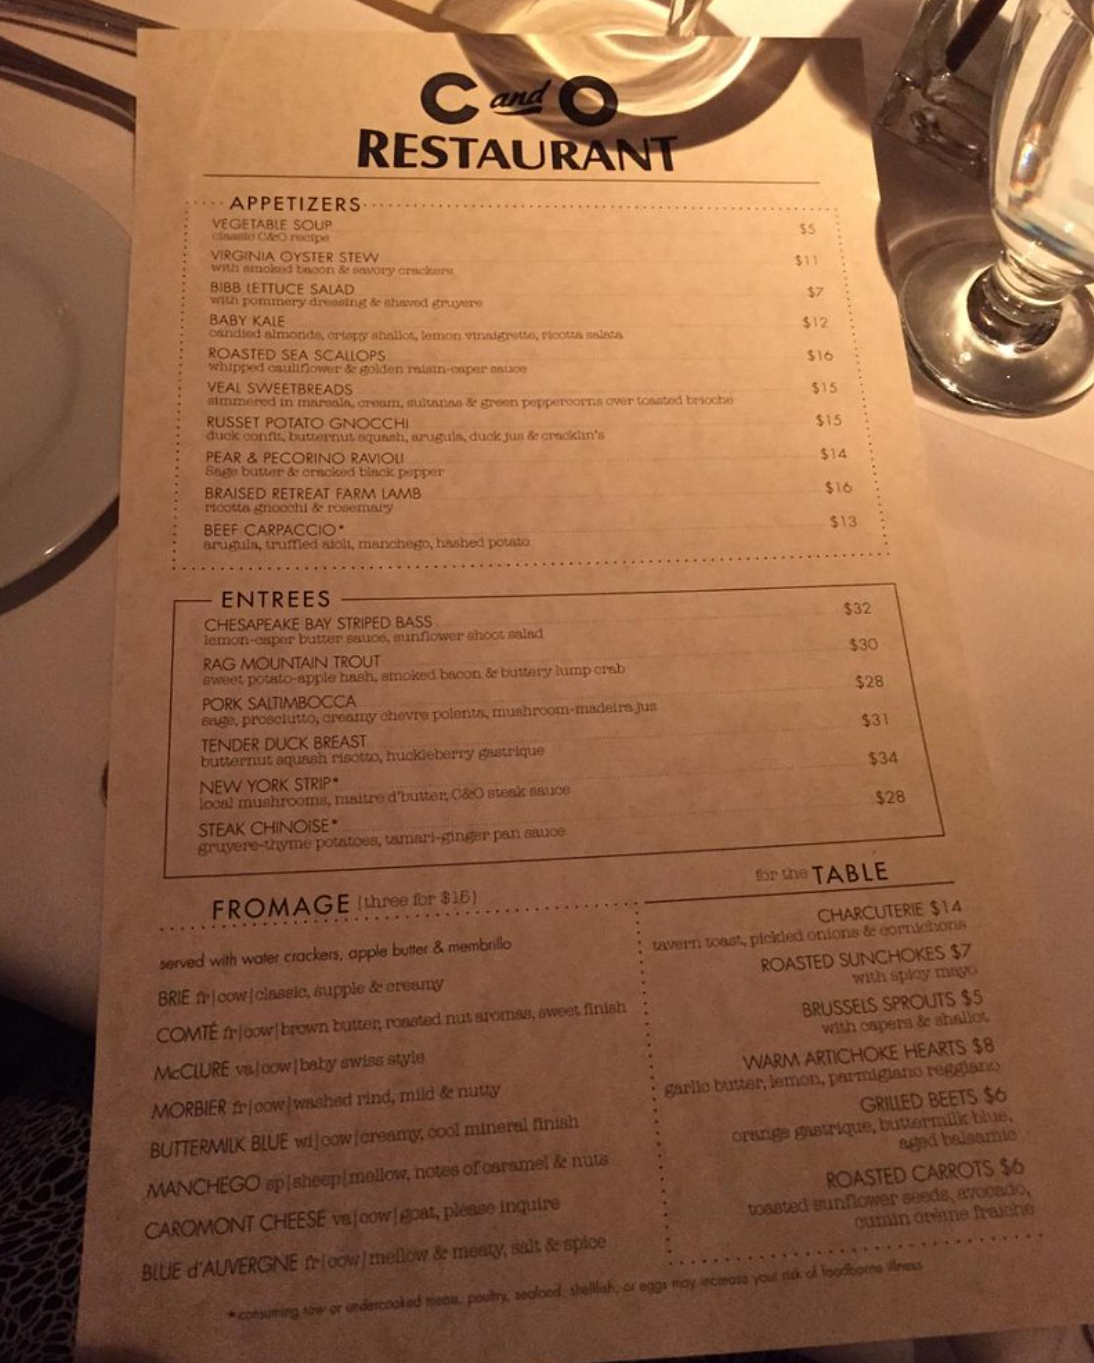 C and O
RESTAURANT
APPETIZERS
VEGETABLE SOUP $5
classic C&O recipe
VIRGINIA OYSTER STEW $11
with smoked bacon & savory crackers
BIBB LETTUCE SALAD $7
with pommery dressing & shaved gruyere
BABY KALE $12
candied almonds, crispy shallot, lemon vinaigrette, ricotta salata
ROASTED SEA SCALLOPS $16
whipped cauliflower & golden raisin-caper sauce
VEAL SWEETBREADS $15
simmered in marsala, cream, sultanas & green peppercorns over toasted brioche
RUSSET POTATO GNOCCHI $15
duck confit, butternut squash, arugula, duck jus & cracklin's
PEAR & PECORINO RAVIOLI $14
Sage butter & cracked black pepper
BRAISED RETREAT FARM LAMB $16
ricotta gnocchi & rosemary
BEEF CARPACCIO* $13
arugula, truffled aioli, manchego, hashed potato
ENTREES
CHESAPEAKE BAY STRIPED BASS $32
lemon-caper butter sauce, sunflower shoot salad
RAG MOUNTAIN TROUT $30
sweet potato-apple hash, smoked bacon & buttery lump crab
PORK SALTIMBOCCA $28
sage, prosciutto, creamy chevre polenta, mushroom-madeira jus
TENDER DUCK BREAST $31
butternut squash risotto, huckleberry gastrique
NEW YORK STRIP* $34
local mushrooms, maitre d'butter, C&O steak sauce
STEAK CHINOISE* $28
gruyere-thyme potatoes, tamari-ginger pan sauce
FROMAGE (three for $15)
served with water crackers, apple butter & membrillo
BRIE fr|cow|classic, supple & creamy
COMTÉ fr|cow|brown butter, roasted nut aromas, sweet finish
McCLURE va|cow|baby swiss style
MORBIER fr|cow|washed rind, mild & nutty
BUTTERMILK BLUE wi|cow|creamy, cool mineral finish
MANCHEGO sp|sheep|mellow, notes of caramel & nuts
CAROMONT CHEESE va|cow|goat, please inquire
BLUE d'AUVERGNE fr|cow|mellow & meaty, salt & spice
for the TABLE
CHARCUTERIE $14
tavern toast, pickled onions & cornichons
ROASTED SUNCHOKES $7
with spicy mayo
BRUSSELS SPROUTS $5
with capers & shallot
WARM ARTICHOKE HEARTS $8
garlic butter, lemon, parmigiano reggiano
GRILLED BEETS $6
orange gastrique, buttermilk blue,
aged balsamic
ROASTED CARROTS $6
toasted sunflower seeds, avocado,
cumin crème fraiche
*consuming raw or undercooked meats, poultry, seafood, shellfish, or eggs may increase your risk of foodborne illness